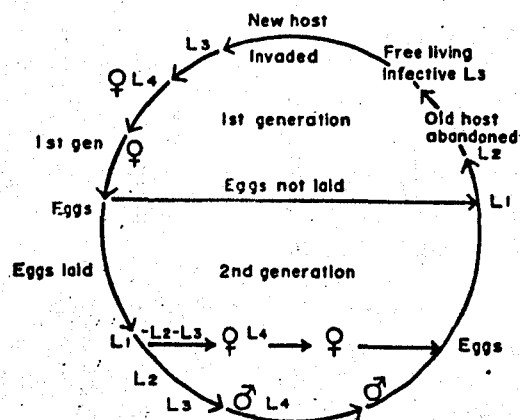 New host
Invaded
L3
♀ L4
1st gen
♀
Free living
infective L3
Old host
abandoned
L2
1st generation
Eggs not laid
Eggs
L1
Eggs laid
2nd generation
L1 -L2-L3 ♀ L4 ♀ Eggs
L2
L3 ♂ L4 ♂